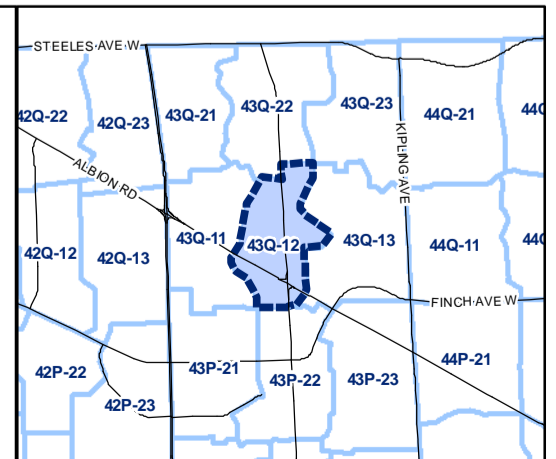 STEELES AVE W
42Q-22
42Q-23
43Q-21
43Q-22
43Q-23
44Q-21
440
KIPLING AVE
ALBION RD
42Q-12
42Q-13
43Q-11
43Q-12
43Q-13
44Q-11
440
FINCH AVE W
42P-22
42P-23
43P-21
43P-22
43P-23
44P-21